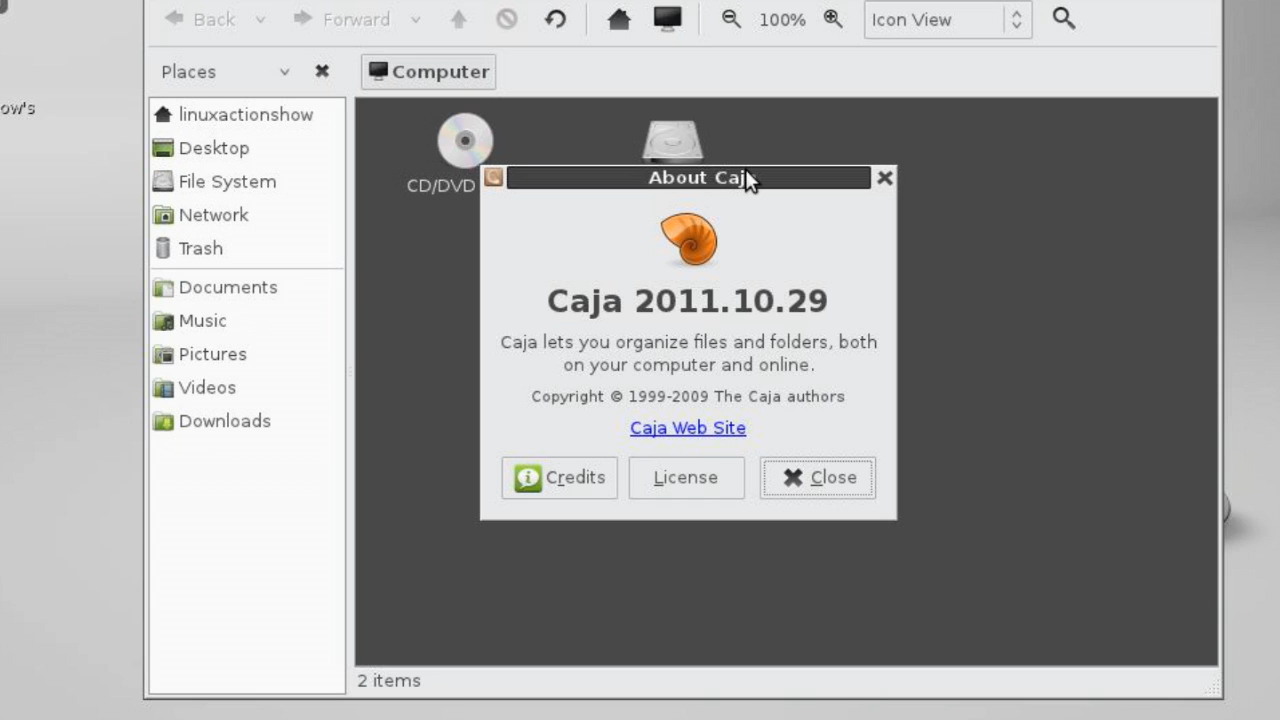 Back
Forward
100%
Icon View
Places
Computer
ow's
linuxactionshow
Desktop
File System
Network
Trash
Documents
Music
Pictures
Videos
Downloads
CD/DVD
About Caj
Caja 2011.10.29
Caja lets you organize files and folders, both
on your computer and online.
Copyright © 1999-2009 The Caja authors
Caja Web Site
Credits
License
Close
2 items